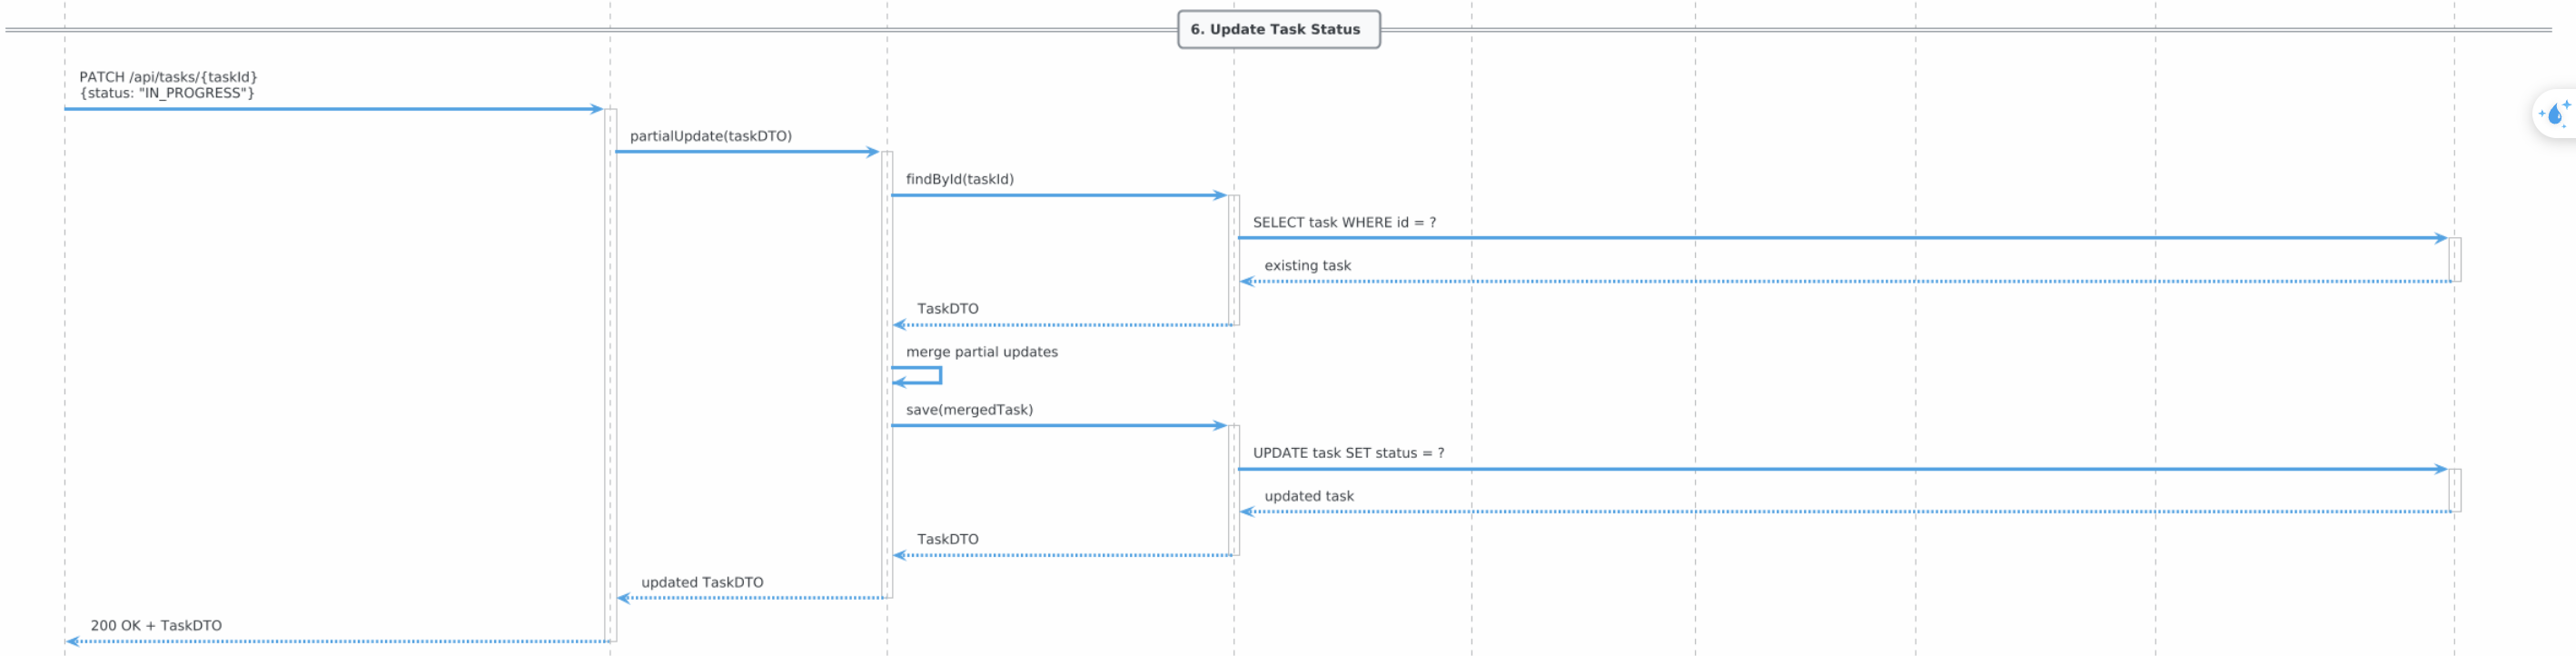 6. Update Task Status
PATCH /api/tasks/{taskId}
{status: "IN_PROGRESS"}
partialUpdate(taskDTO)
findById(taskId)
SELECT task WHERE id = ?
existing task
TaskDTO
merge partial updates
save(mergedTask)
UPDATE task SET status = ?
updated task
TaskDTO
updated TaskDTO
200 OK + TaskDTO